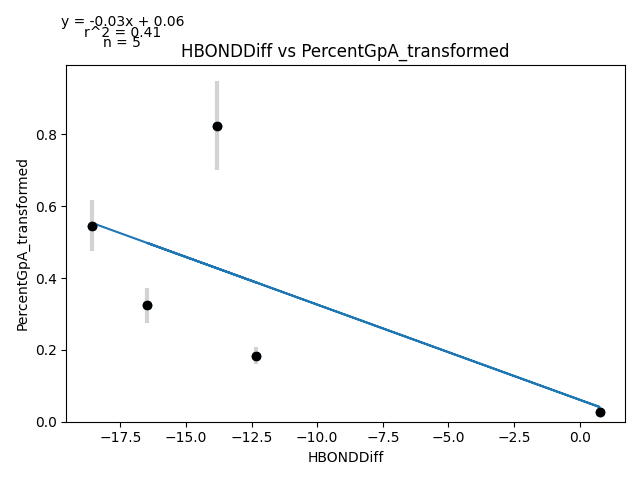 y = -0.03x + 0.06
r^2 = 0.41
n = 5
HBONDDiff vs PercentGpA_transformed
PercentGpA_transformed
0.8
0.6
0.4
0.2
0.0
−17.5 −15.0 −12.5 −10.0 −7.5 −5.0 −2.5 0.0
HBONDDiff